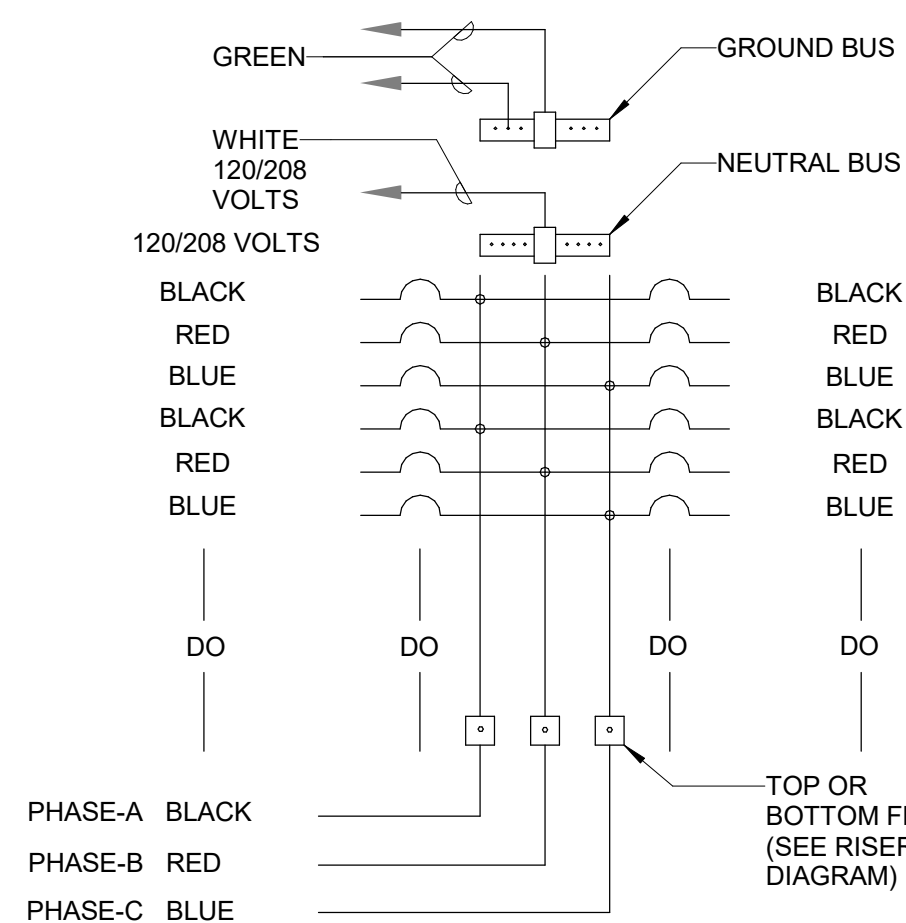 GREEN
GROUND BUS
WHITE
120/208
VOLTS
NEUTRAL BUS
120/208 VOLTS
BLACK BLACK
RED RED
BLUE BLUE
BLACK BLACK
RED RED
BLUE BLUE
DO DO DO DO
TOP OR
BOTTOM
(SEE RISER
DIAGRAM)
PHASE-A BLACK
PHASE-B RED
PHASE-C BLUE